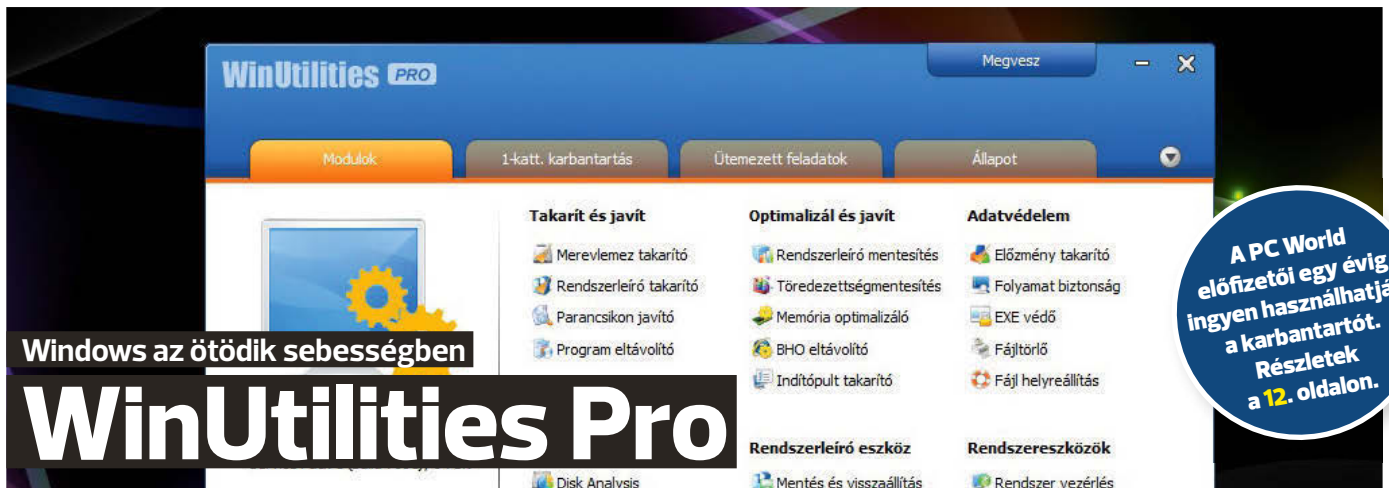 WinUtilities PRO
Megvesz
Modulok
1-katt. karbantartás
Ütemezett feladatok
Állapot
Takarít és javít
Merevlemez takarító
Rendszerleíró takarító
Parancsikon javító
Program eltávolító
Optimalizál és javít
Rendszerleíró mentesítés
Töredezettségmentesítés
Memória optimalizáló
BHO eltávolító
Indítópult takarító
Adatvédelem
Előzmény takarító
Folyamat biztonság
EXE védő
Fájltörlő
Fájl helyreállítás
A PC World
előfizetői egy évig
ingyen használhatjá
a karbantartót.
Részletek
a 12. oldalon.
Windows az ötödik sebességben
WinUtilities Pro
Disk Analysis
Rendszerleíró eszköz
Mentés és visszaállítás
Rendszereszközök
Rendszer vezérlés